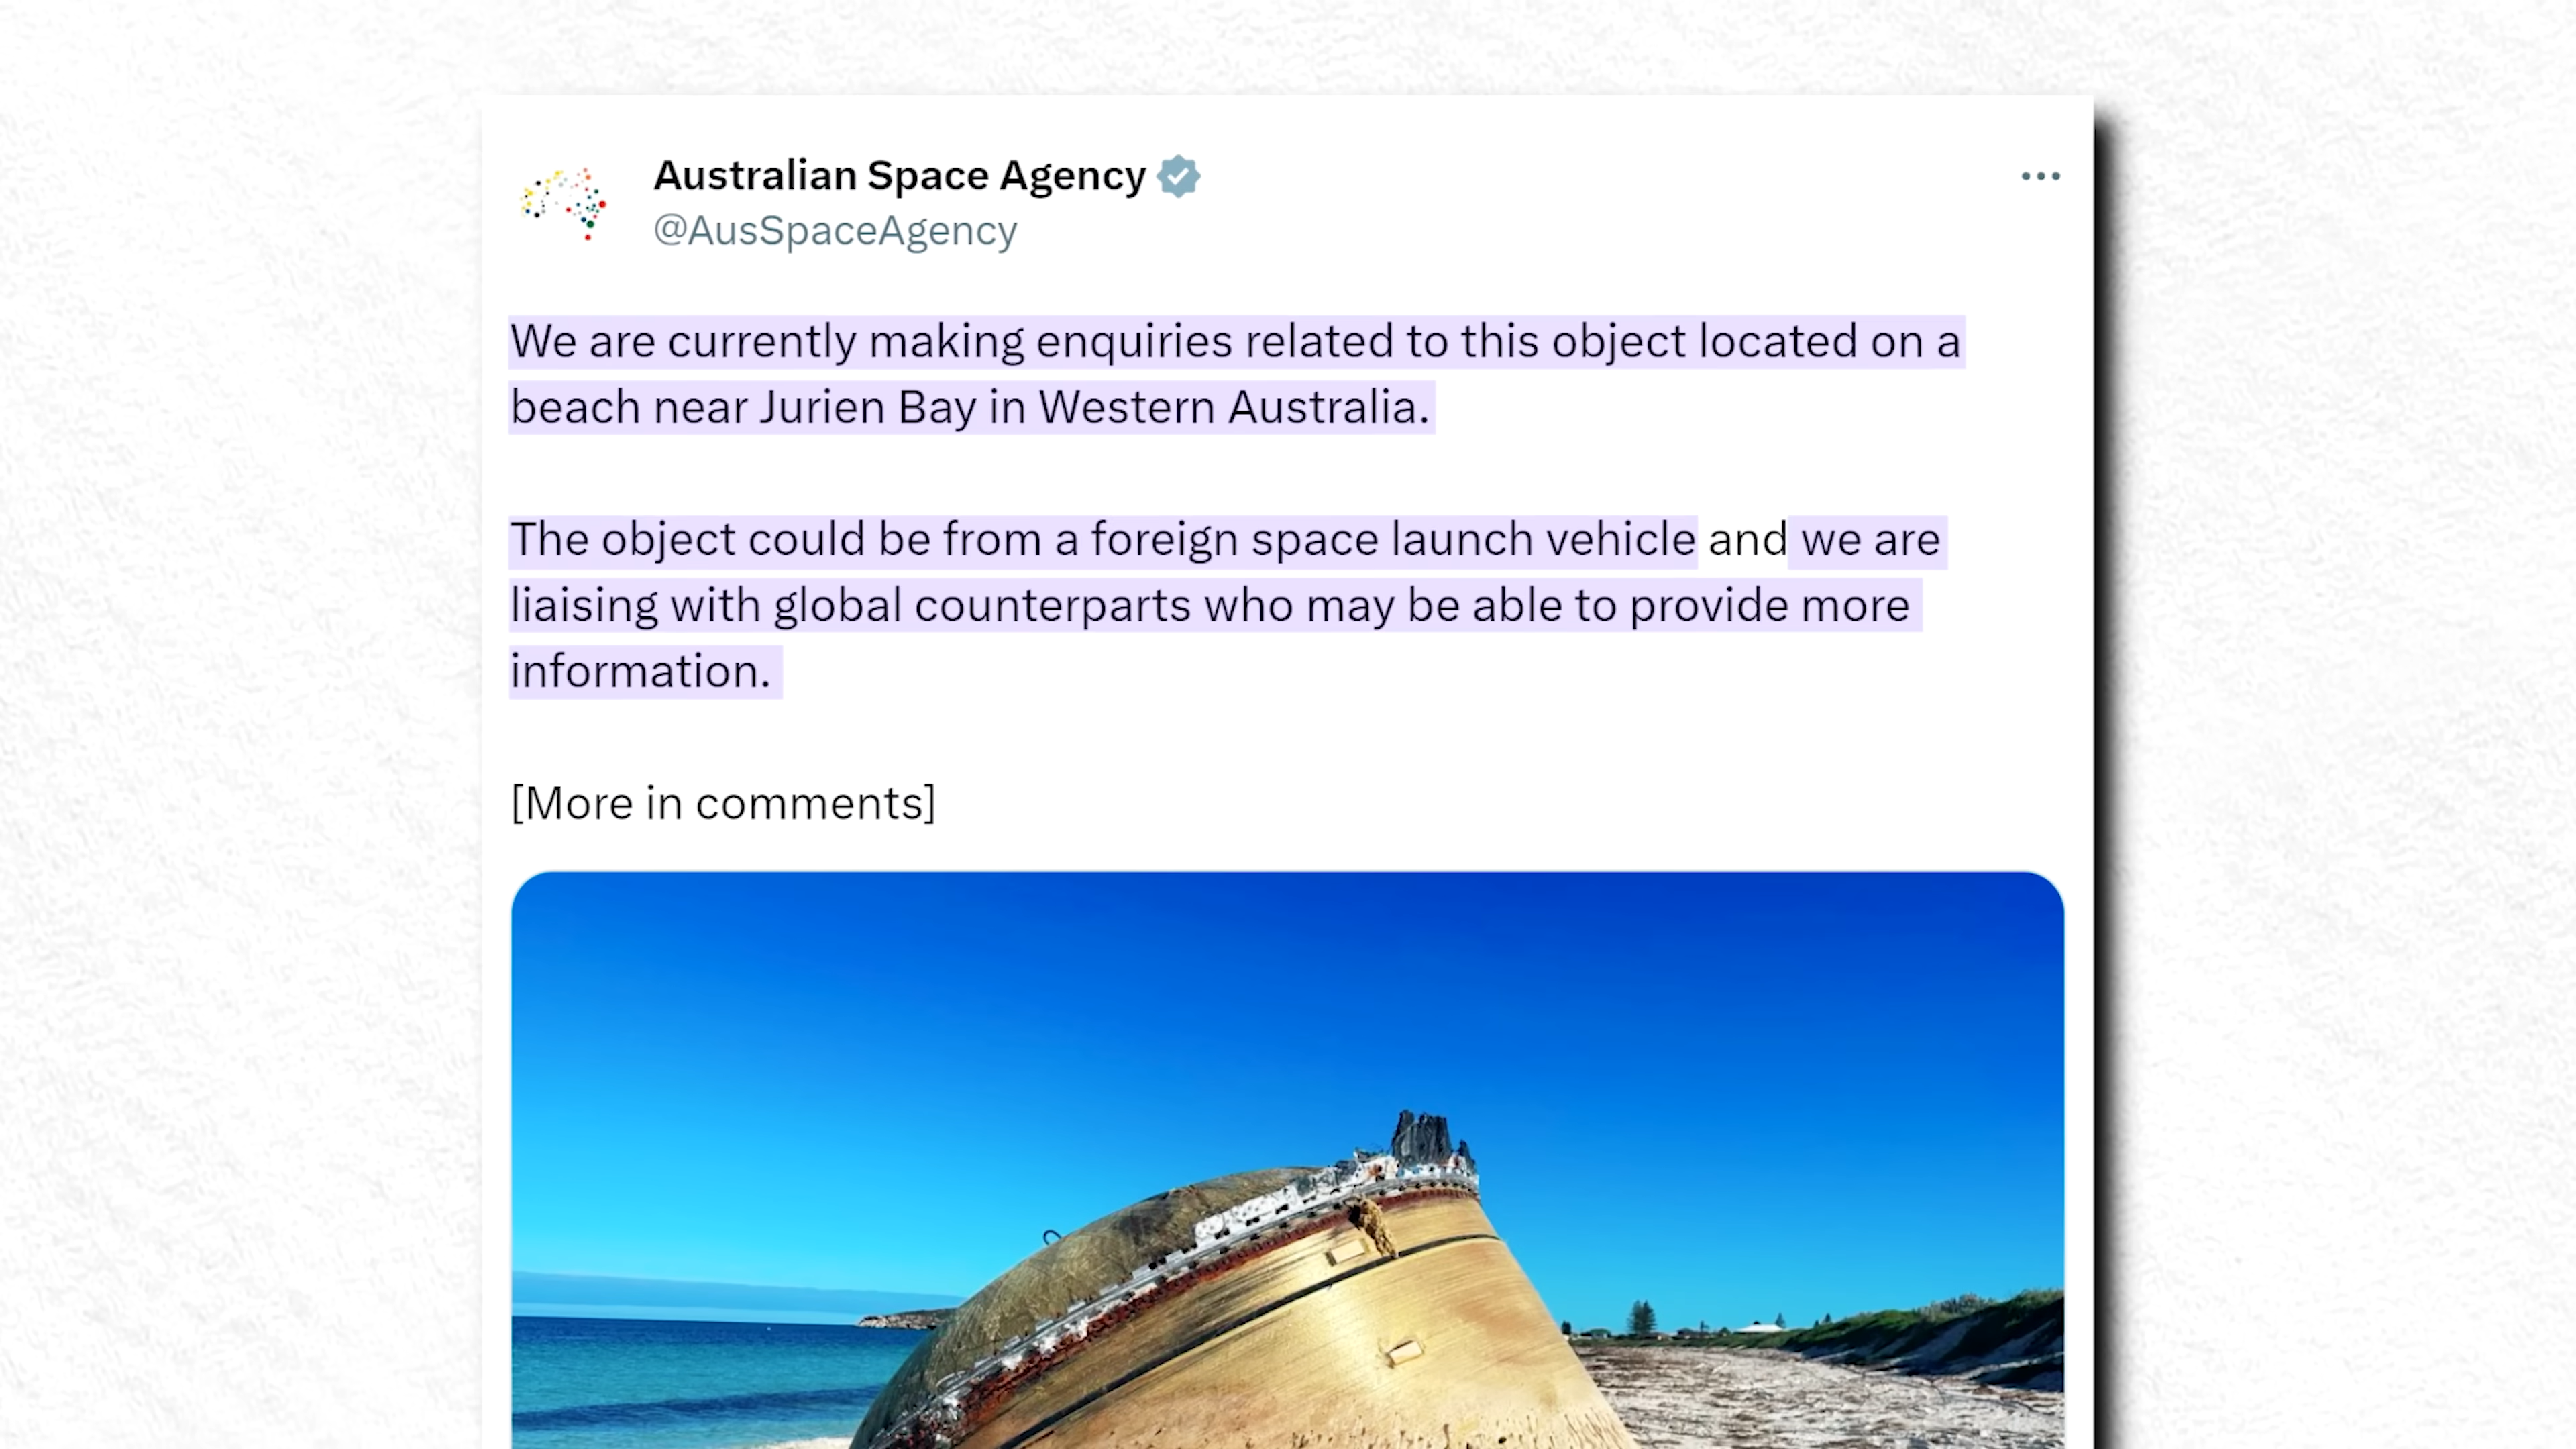 Australian Space Agency
@AusSpaceAgency
We are currently making enquiries related to this object located on a
beach near Jurien Bay in Western Australia.
The object could be from a foreign space launch vehicle and we are
liaising with global counterparts who may be able to provide more
information.
[More in comments]